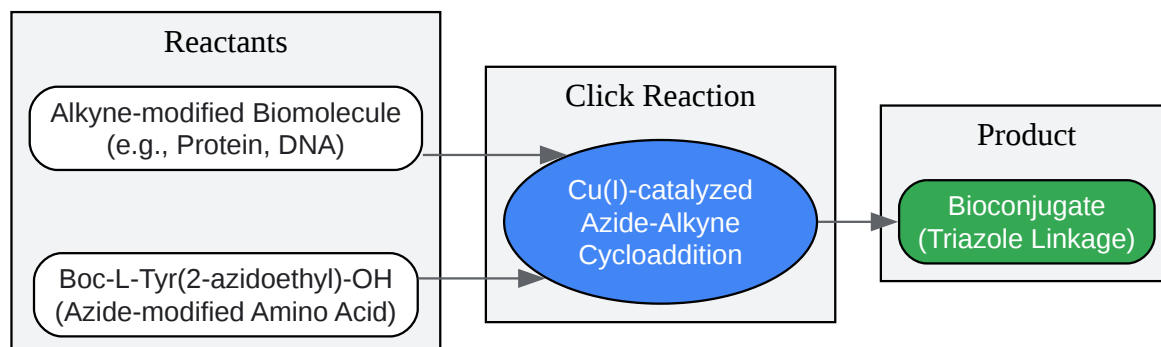 Reactants
Alkyne-modified Biomolecule
(e.g., Protein, DNA)
Boc-L-Tyr(2-azidoethyl)-OH
(Azide-modified Amino Acid)
Click Reaction
Cu(I)-catalyzed
Azide-Alkyne
Cycloaddition
Product
Bioconjugate
(Triazole Linkage)